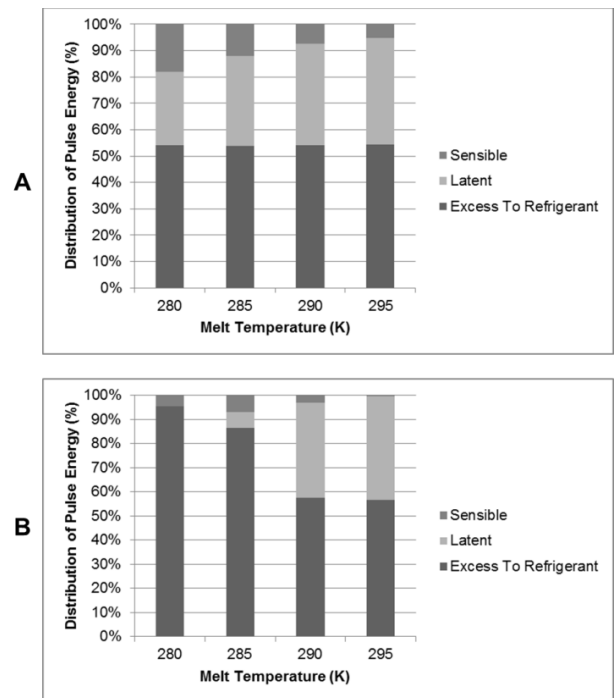 A
Distribution of Pulse Energy (%)
100%
90%
80%
70%
60%
50%
40%
30%
20%
10%
0%
280 285 290 295
Melt Temperature (K)
Sensible
Latent
Excess To Refrigerant
B
Distribution of Pulse Energy (%)
100%
90%
80%
70%
60%
50%
40%
30%
20%
10%
0%
280 285 290 295
Melt Temperature (K)
Sensible
Latent
Excess To Refrigerant